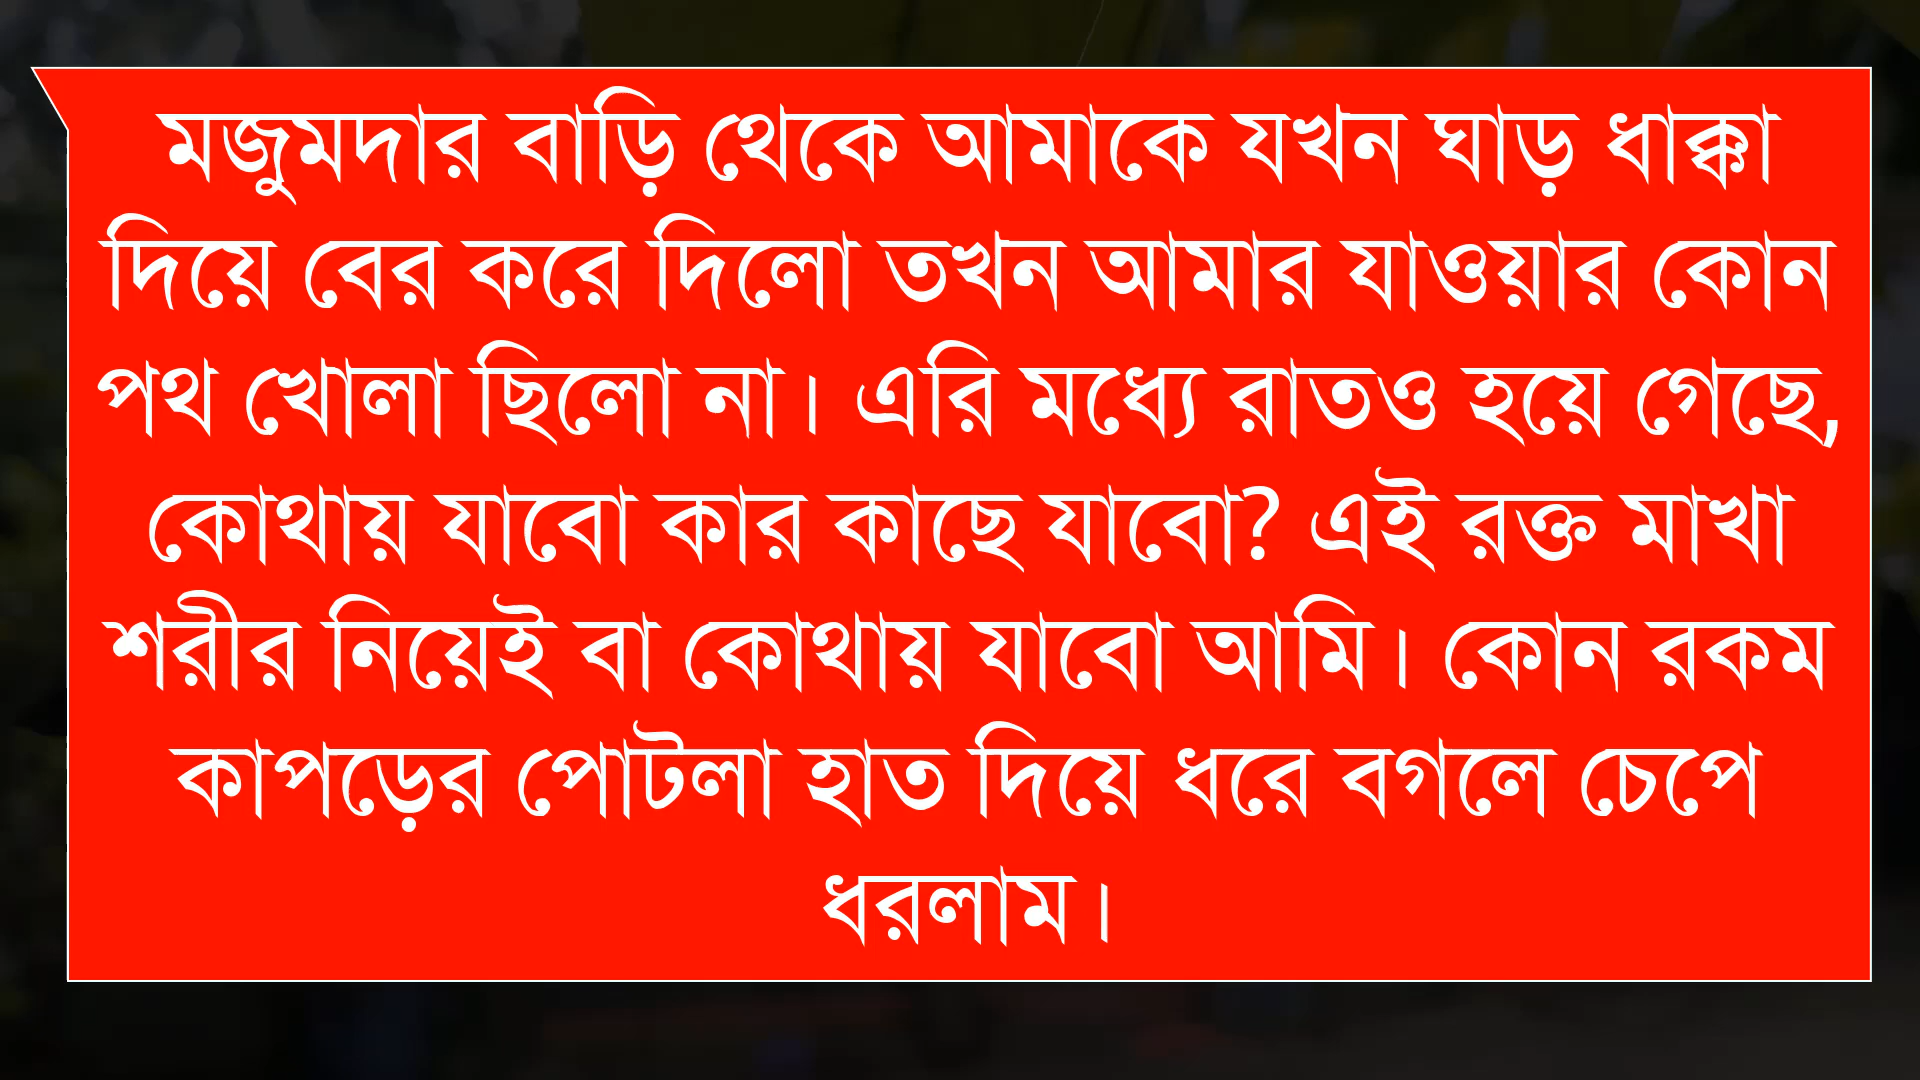 মজুমদার বাড়ি থেকে আমাকে যখন ঘাড় ধাক্কা
দিয়ে বের করে দিলো তখন আমার যাওয়ার কোন
পথ খোলা ছিলো না। এরি মধ্যে রাতও হয়ে গেছে,
কোথায় যাবো কার কাছে যাবো? এই রক্ত মাখা
শরীর নিয়েই বা কোথায় যাবো আমি। কোন রকম
কাপড়ের পোটলা হাত দিয়ে ধরে বগলে চেপে
ধরলাম।